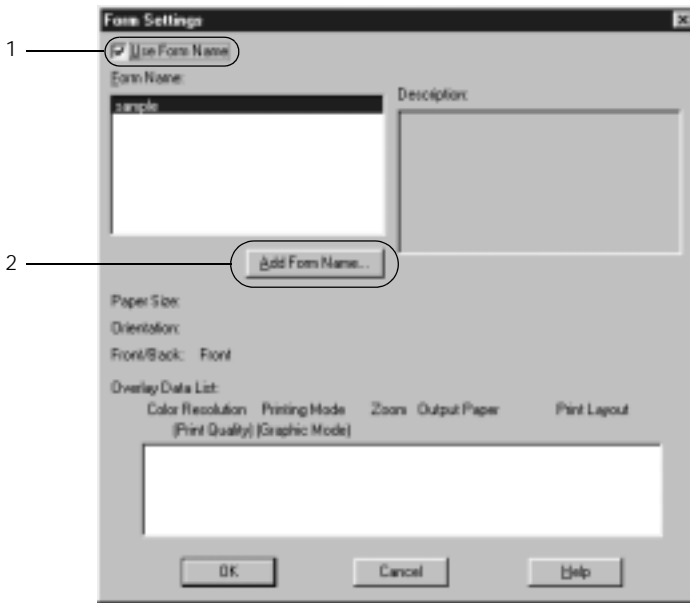 Form Settings
1
Use Form Name
Form Name:
sample
Description:
2
Add Form Name...
Paper Size:
Orientation:
Front/Back: Front
Overlay Data List:
Color Resolution Printing Mode Zoom Output Paper Print Layout
(Print Quality) (Graphic Mode)
OK
Cancel
Help